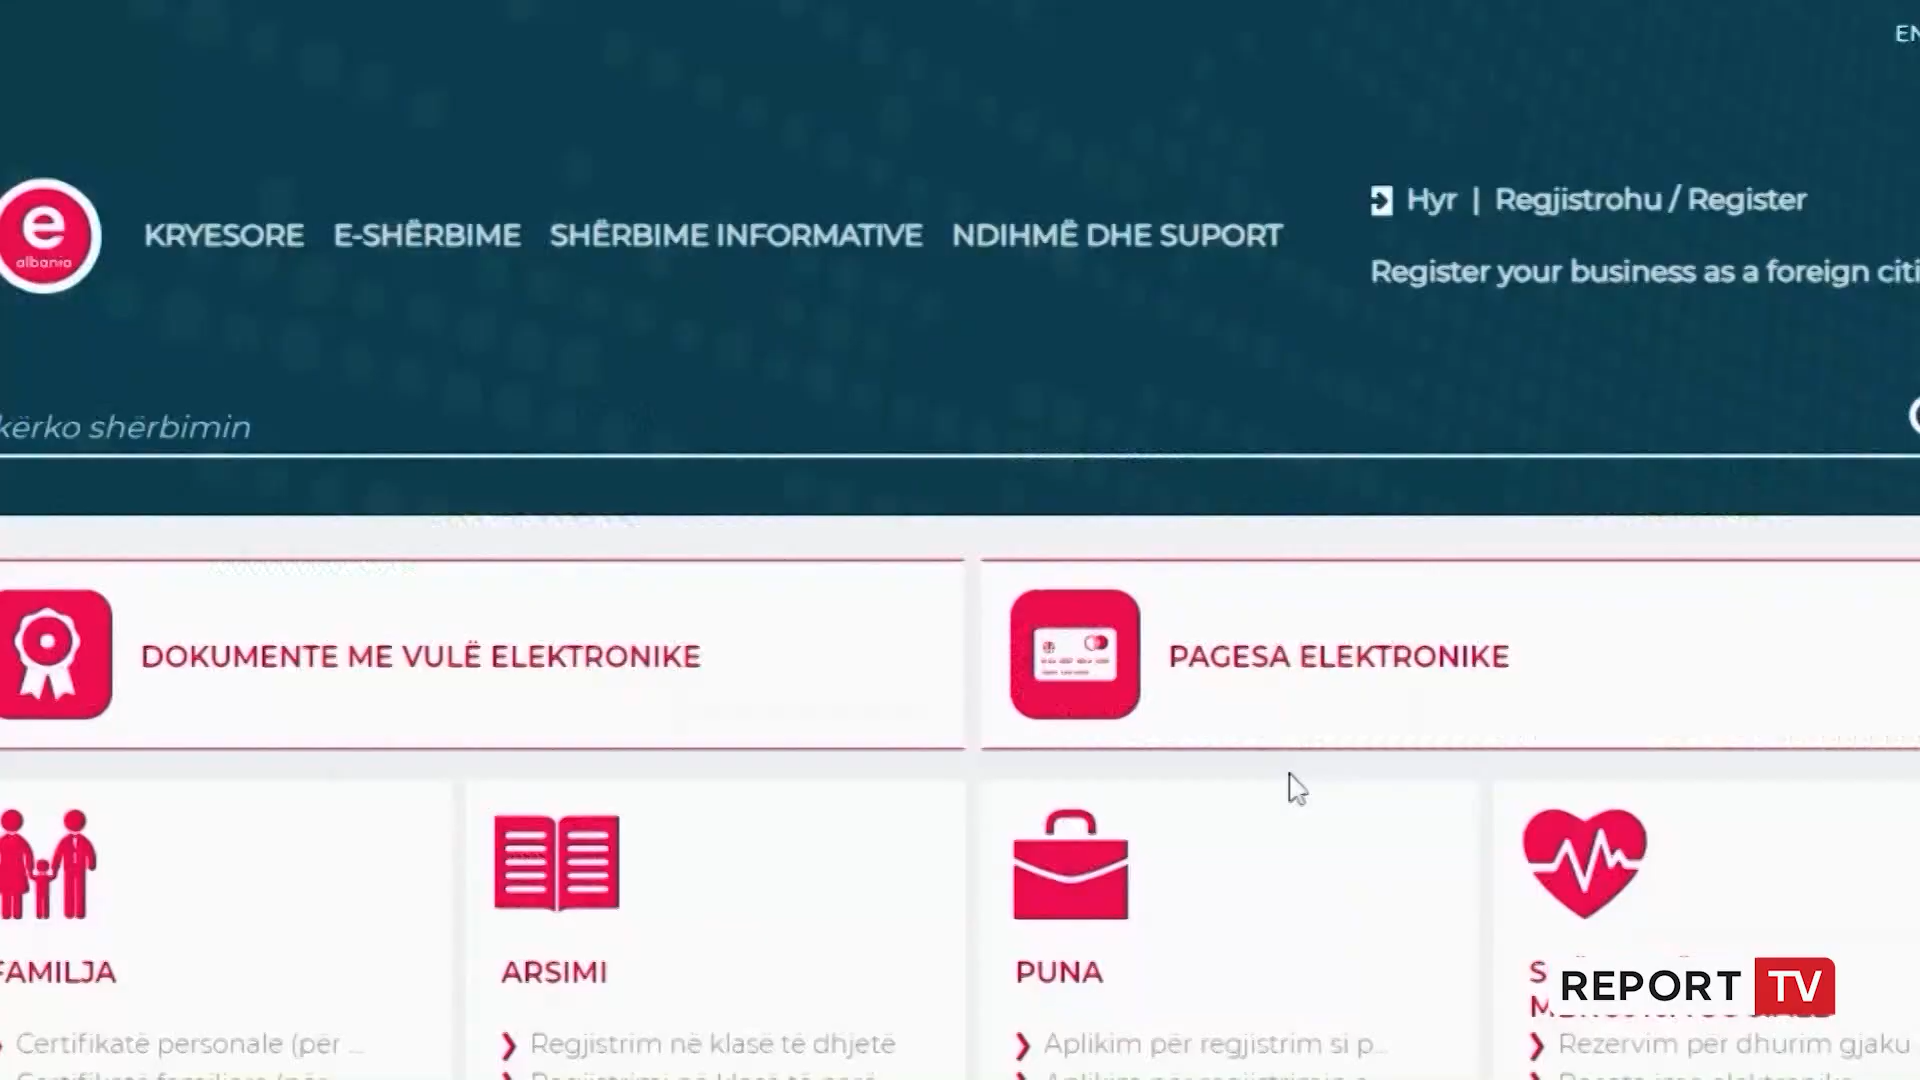 EN
e
albania
KRYESORE E-SHËRBIME SHËRBIME INFORMATIVE NDIHMË DHE SUPORT
Hyr | Regjistrohu / Register
Register your business as a foreign citi
kërko shërbimin
DOKUMENTE ME VULË ELEKTRONIKE
PAGESA ELEKTRONIKE
FAMILJA
Certifikatë personale (për ...
ARSIMI
Regjistrim në klasë të dhjetë
PUNA
Aplikim për regjistrim si p...
Rezervim për dhurim gjaku
REPORT TV